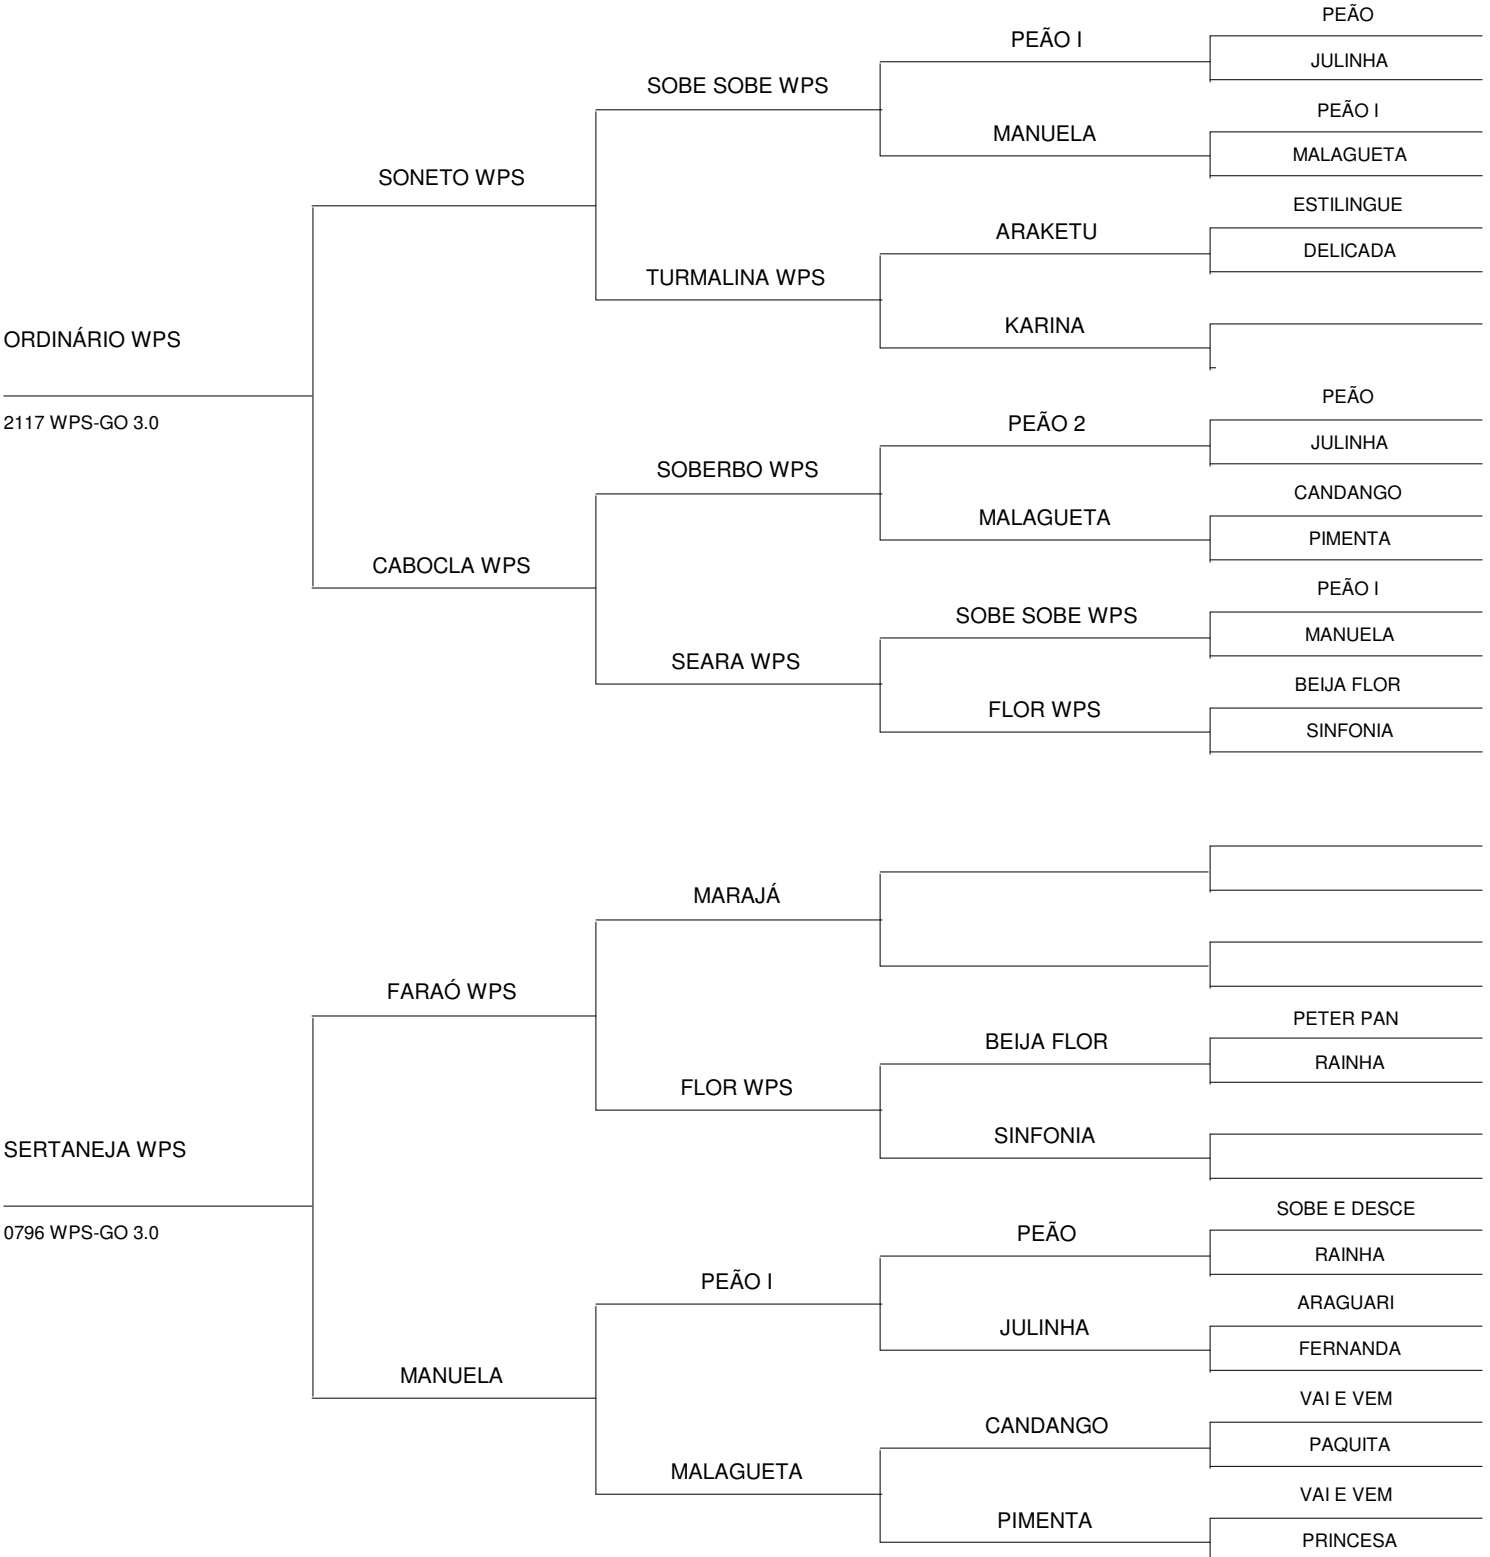 PEÃO
PEÃO I
JULINHA
SOBE SOBE WPS
PEÃO I
MANUELA
MALAGUETA
SONETO WPS
ESTILINGUE
ARAKETU
DELICADA
TURMALINA WPS
KARINA
ORDINÁRIO WPS
PEÃO
2117 WPS-GO 3.0
PEÃO 2
JULINHA
SOBERBO WPS
CANDANGO
MALAGUETA
PIMENTA
CABOCLA WPS
PEÃO I
SOBE SOBE WPS
MANUELA
SEARA WPS
BEIJA FLOR
FLOR WPS
SINFONIA
MARAJÁ
FARAÓ WPS
PETER PAN
BEIJA FLOR
RAINHA
FLOR WPS
SINFONIA
SERTANEJA WPS
SOBE E DESCE
0796 WPS-GO 3.0
PEÃO
RAINHA
PEÃO I
ARAGUARI
JULINHA
FERNANDA
MANUELA
VAI E VEM
CANDANGO
PAQUITA
MALAGUETA
VAI E VEM
PIMENTA
PRINCESA